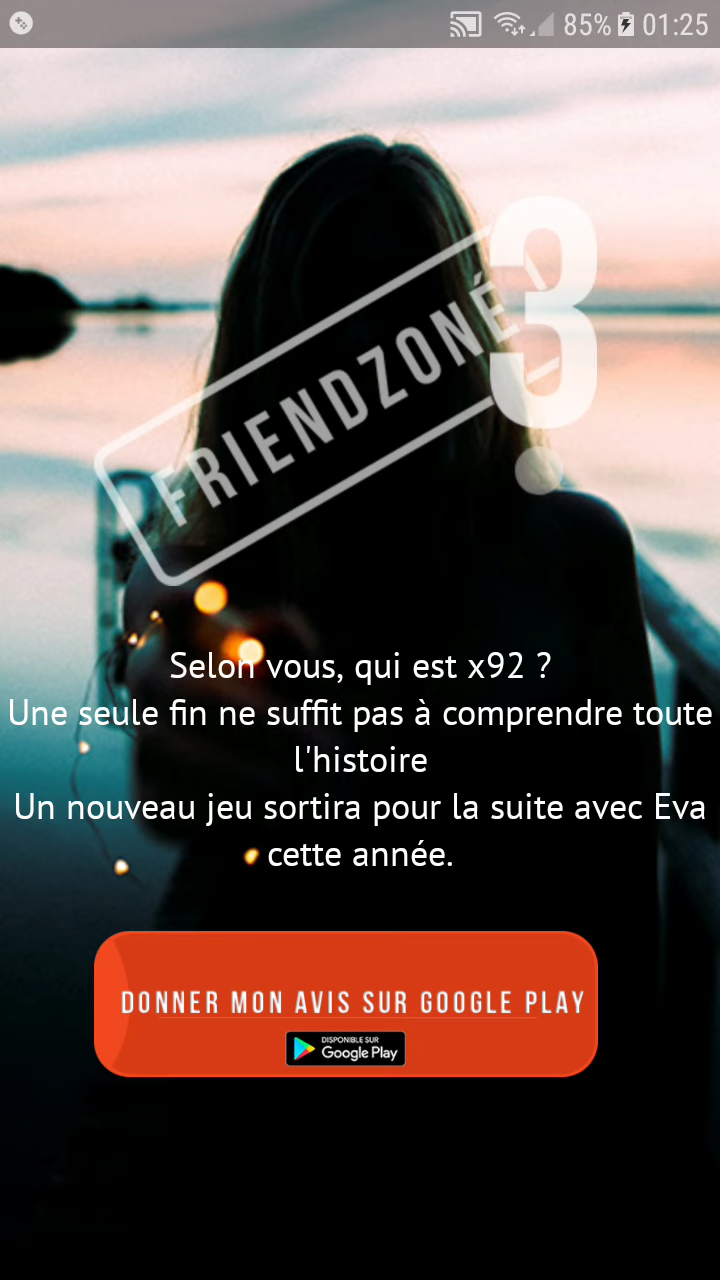 85% 01:25
3
FRIENDZONÉ
Selon vous, qui est x92 ?
Une seule fin ne suffit pas à comprendre toute
l'histoire
Un nouveau jeu sortira pour la suite avec Eva
cette année.
DONNER MON AVIS SUR GOOGLE PLAY
DISPONIBLE SUR
Google Play